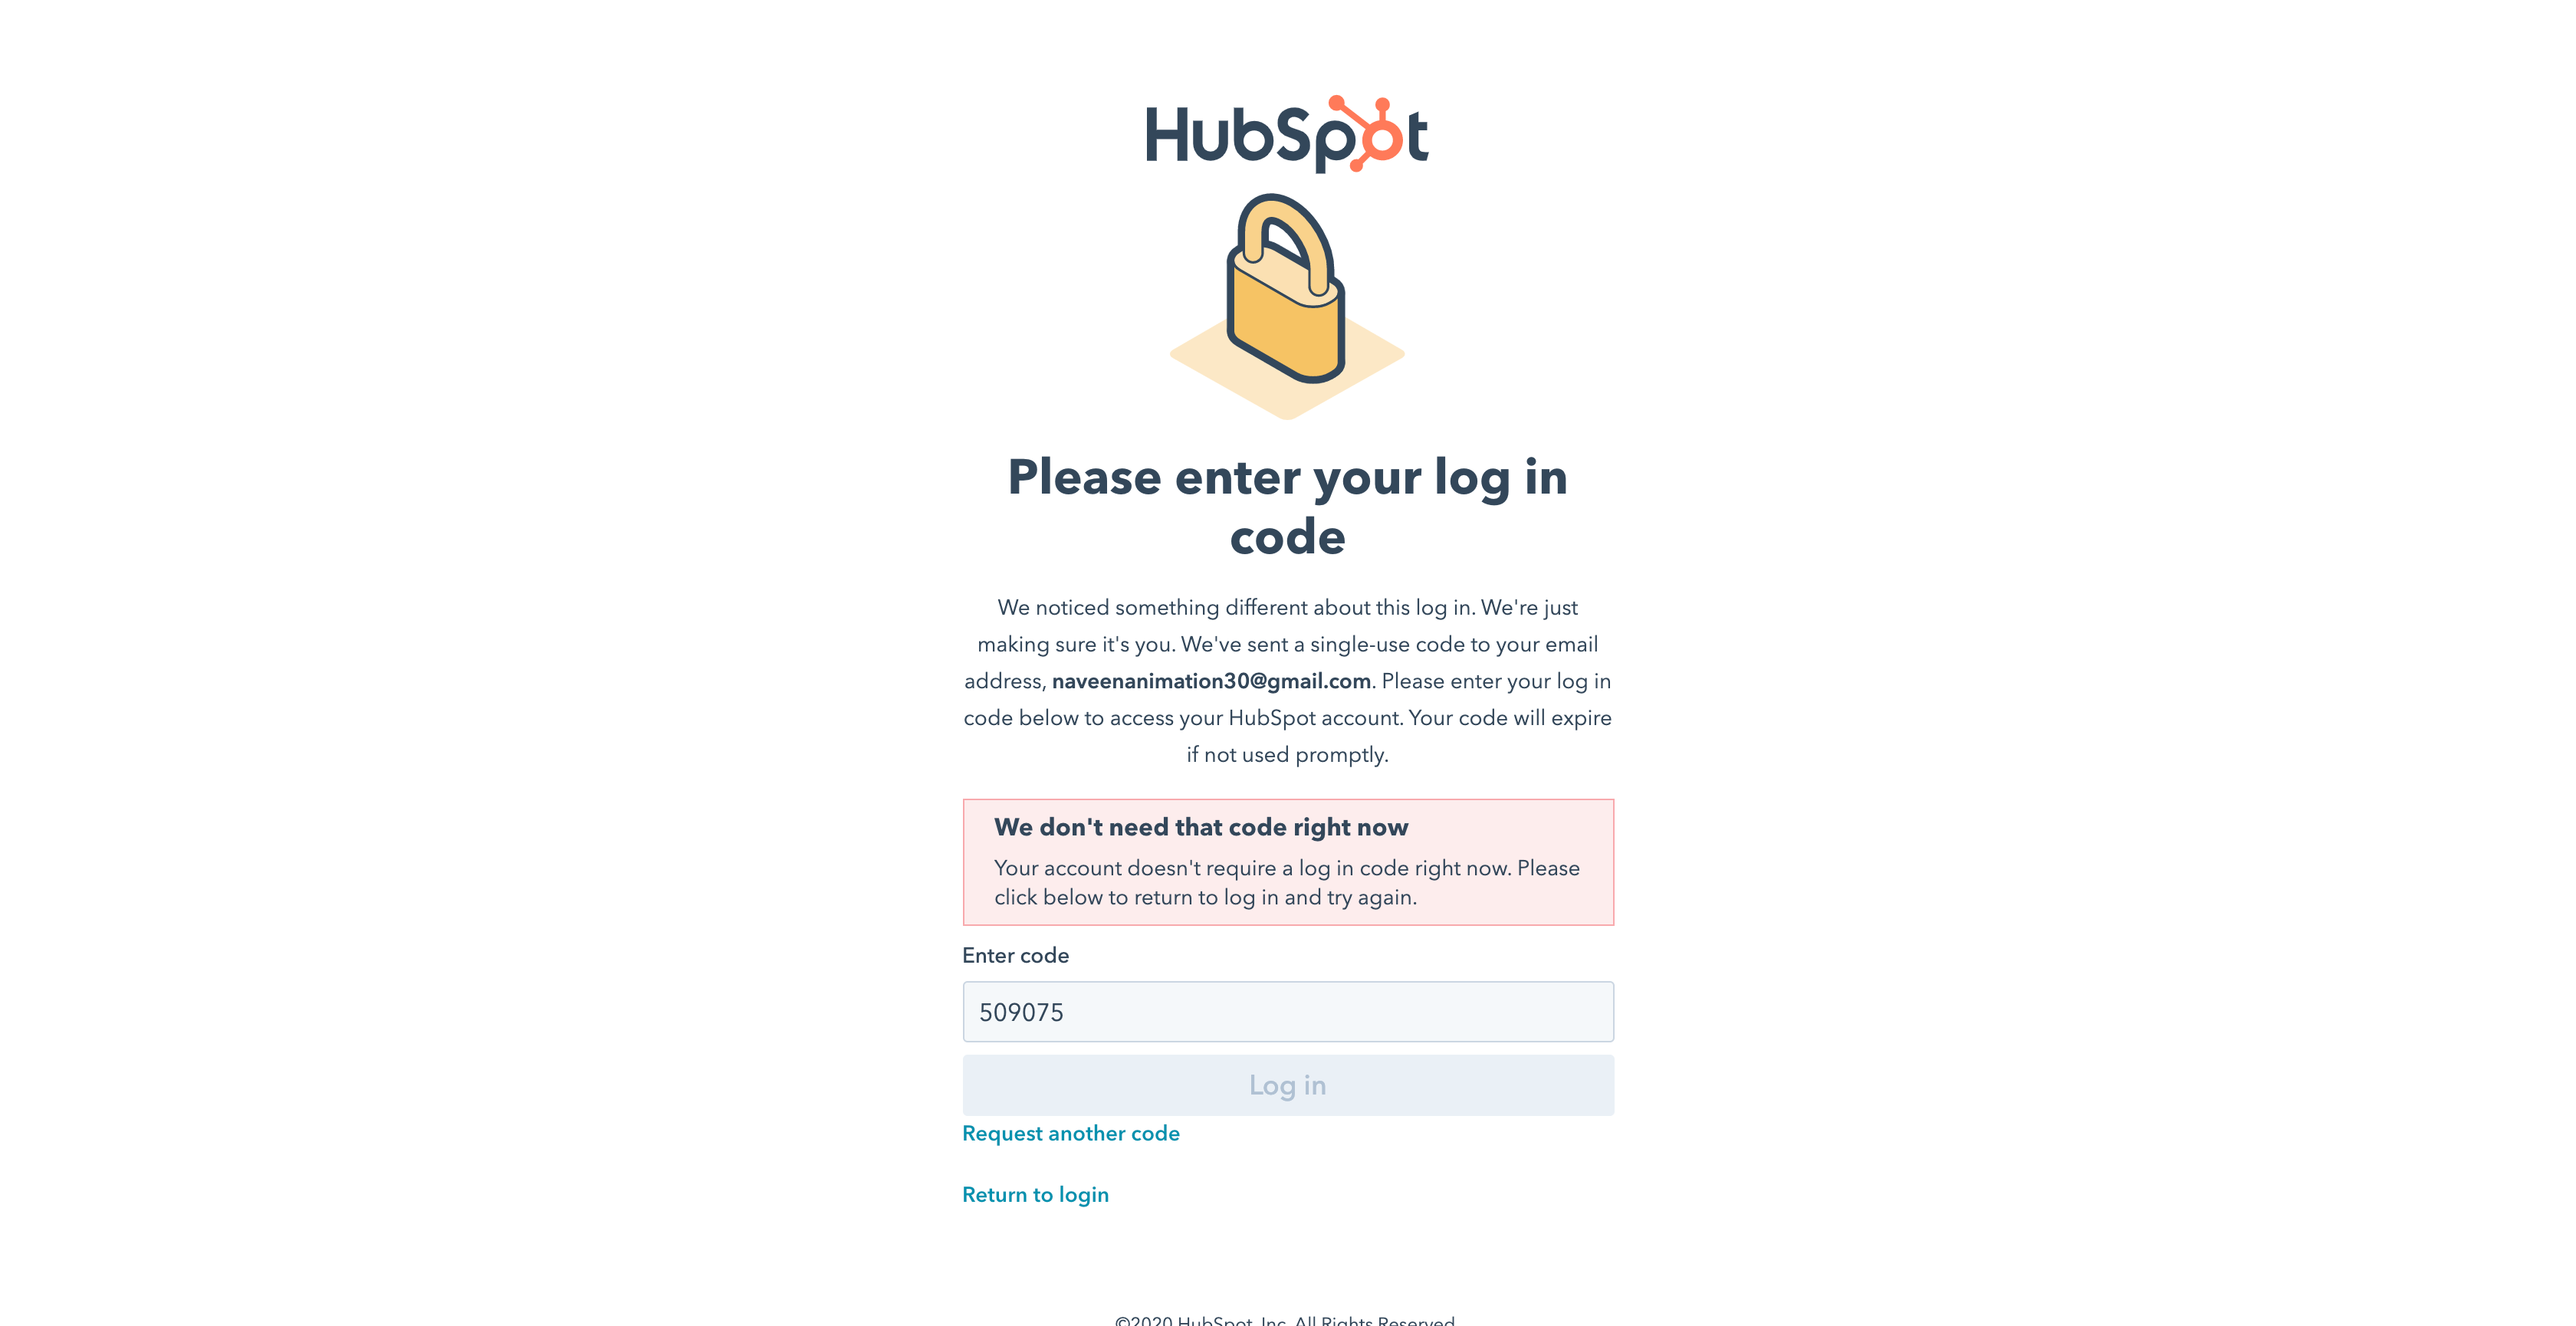 HubSpot
Please enter your log in
code
We noticed something different about this log in. We're just
making sure it's you. We've sent a single-use code to your email
address, naveenanimation30@gmail.com. Please enter your log in
code below to access your HubSpot account. Your code will expire
if not used promptly.
We don't need that code right now
Your account doesn't require a log in code right now. Please
click below to return to log in and try again.
Enter code
509075
Log in
Request another code
Return to login
©2020 HubSpot, Inc. All Rights Reserved.